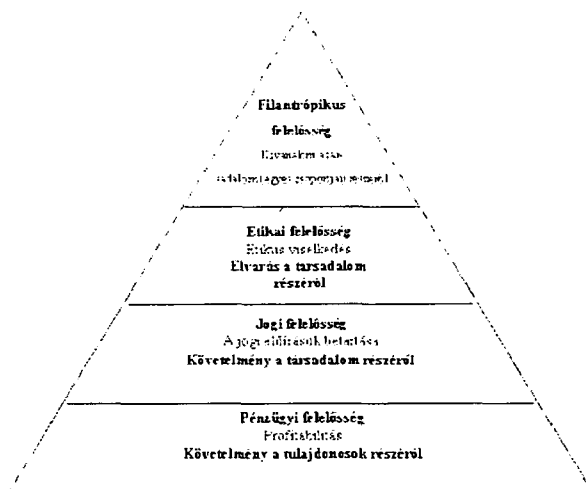 Filantrópikus
felelősség
Etikai felelősség
Etikus viselkedés
Elvárás a társadalom
részéről
Jogi felelősség
A jogi előírások betartása
Követelmény a társadalom részéről
Pénzügyi felelősség
Profitabilitás
Követelmény a tulajdonosok részéről